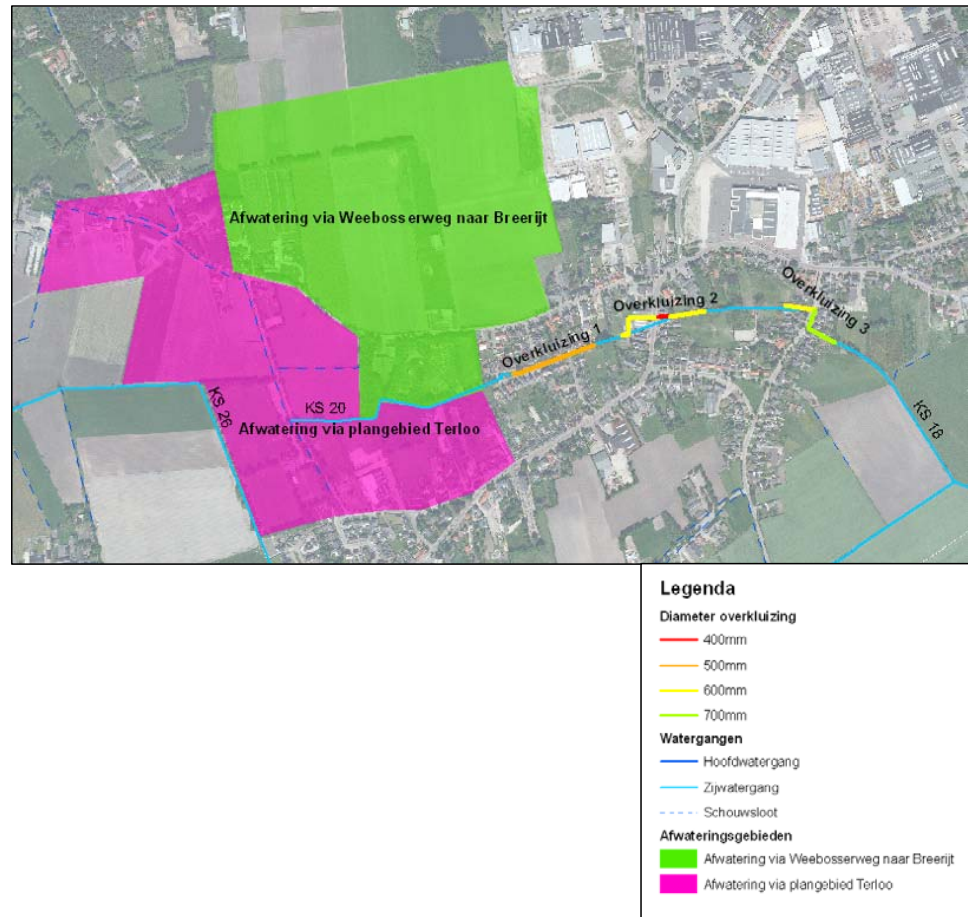 Afwatering via Weebosserweg naar Breerijt
Overkluizing 1
Overkluizing 2
Overkluizing 3
KS 26
KS 20
Afwatering via plangebied Terloo
KS 18
Legenda
Diameter overkluizing
400mm
500mm
600mm
700mm
Watergangen
Hoofdwatergang
Zijwatergang
Schouwsloot
Afwateringsgebieden
Afwatering via Weebosserweg naar Breerijt
Afwatering via plangebied Terloo